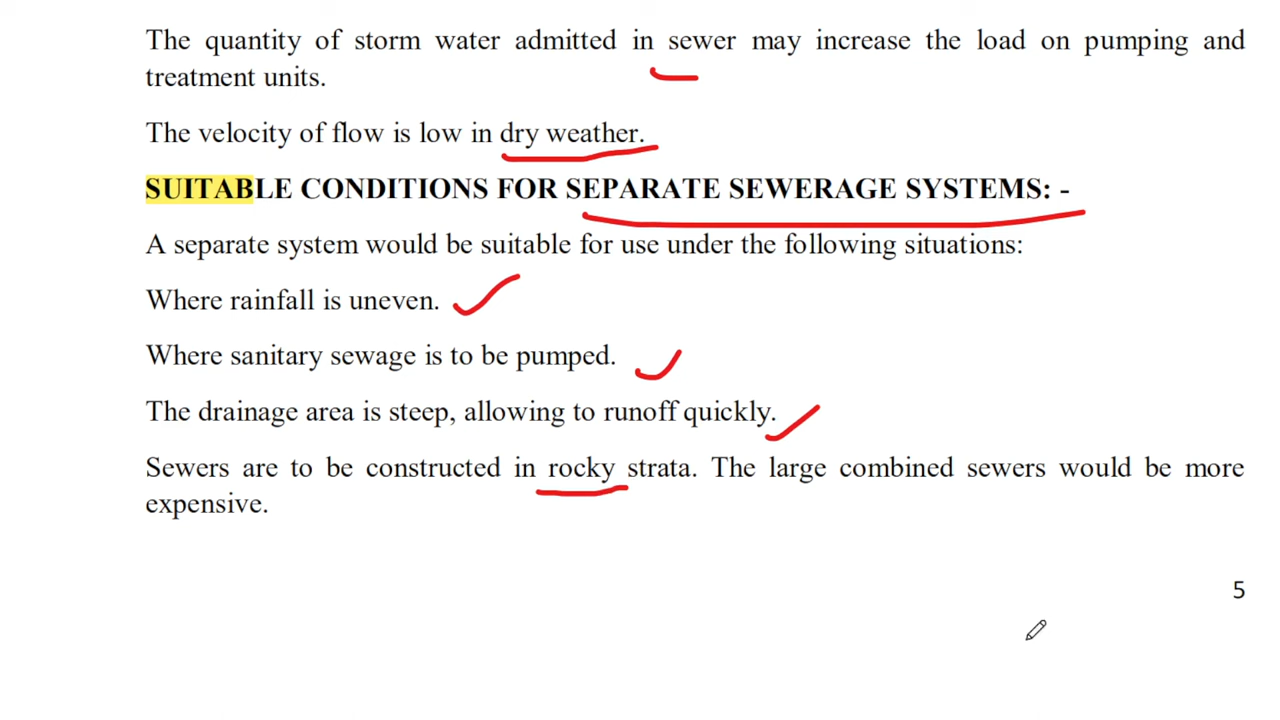 The quantity of storm water admitted in sewer may increase the load on pumping and
treatment units.
The velocity of flow is low in dry weather.
SUITABLE CONDITIONS FOR SEPARATE SEWERAGE SYSTEMS: -
A separate system would be suitable for use under the following situations:
Where rainfall is uneven.
Where sanitary sewage is to be pumped.
The drainage area is steep, allowing to runoff quickly.
Sewers are to be constructed in rocky strata. The large combined sewers would be more
expensive.
5